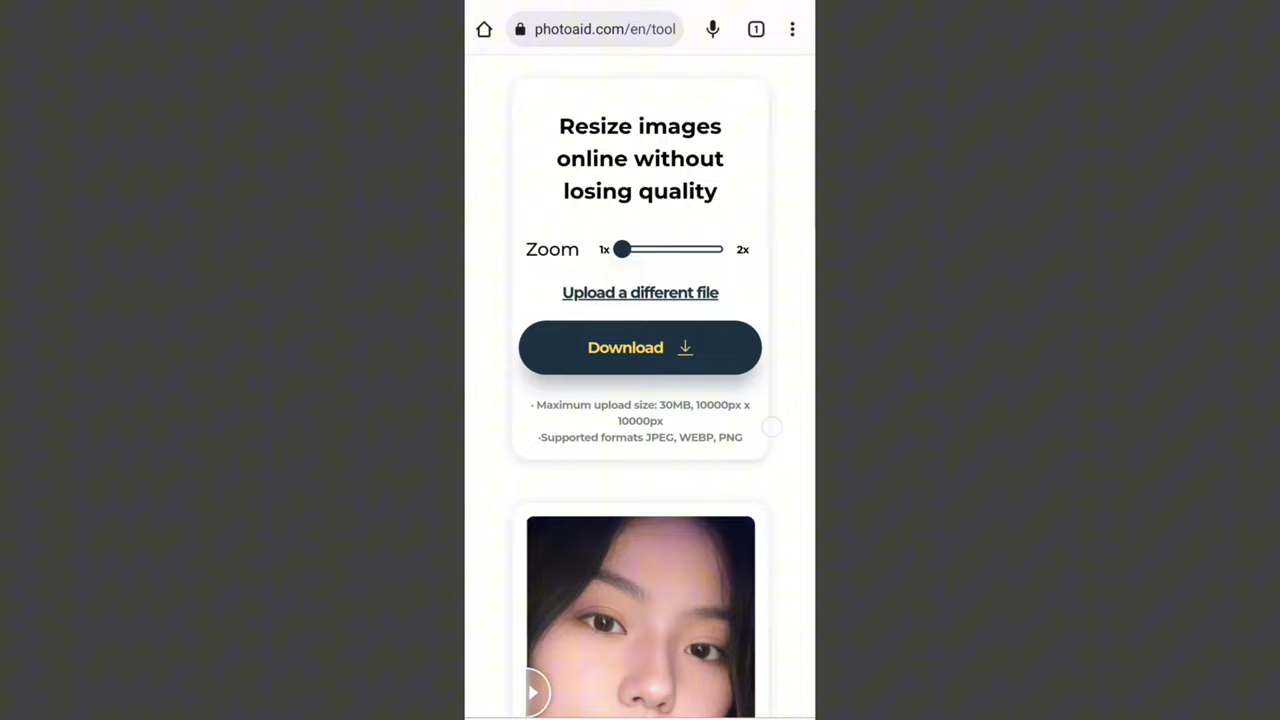 photoaid.com/en/tool
1
Resize images
online without
losing quality
Zoom 1x 2x
Upload a different file
Download
· Maximum upload size: 30MB, 10000px x
10000px
·Supported formats JPEG, WEBP, PNG